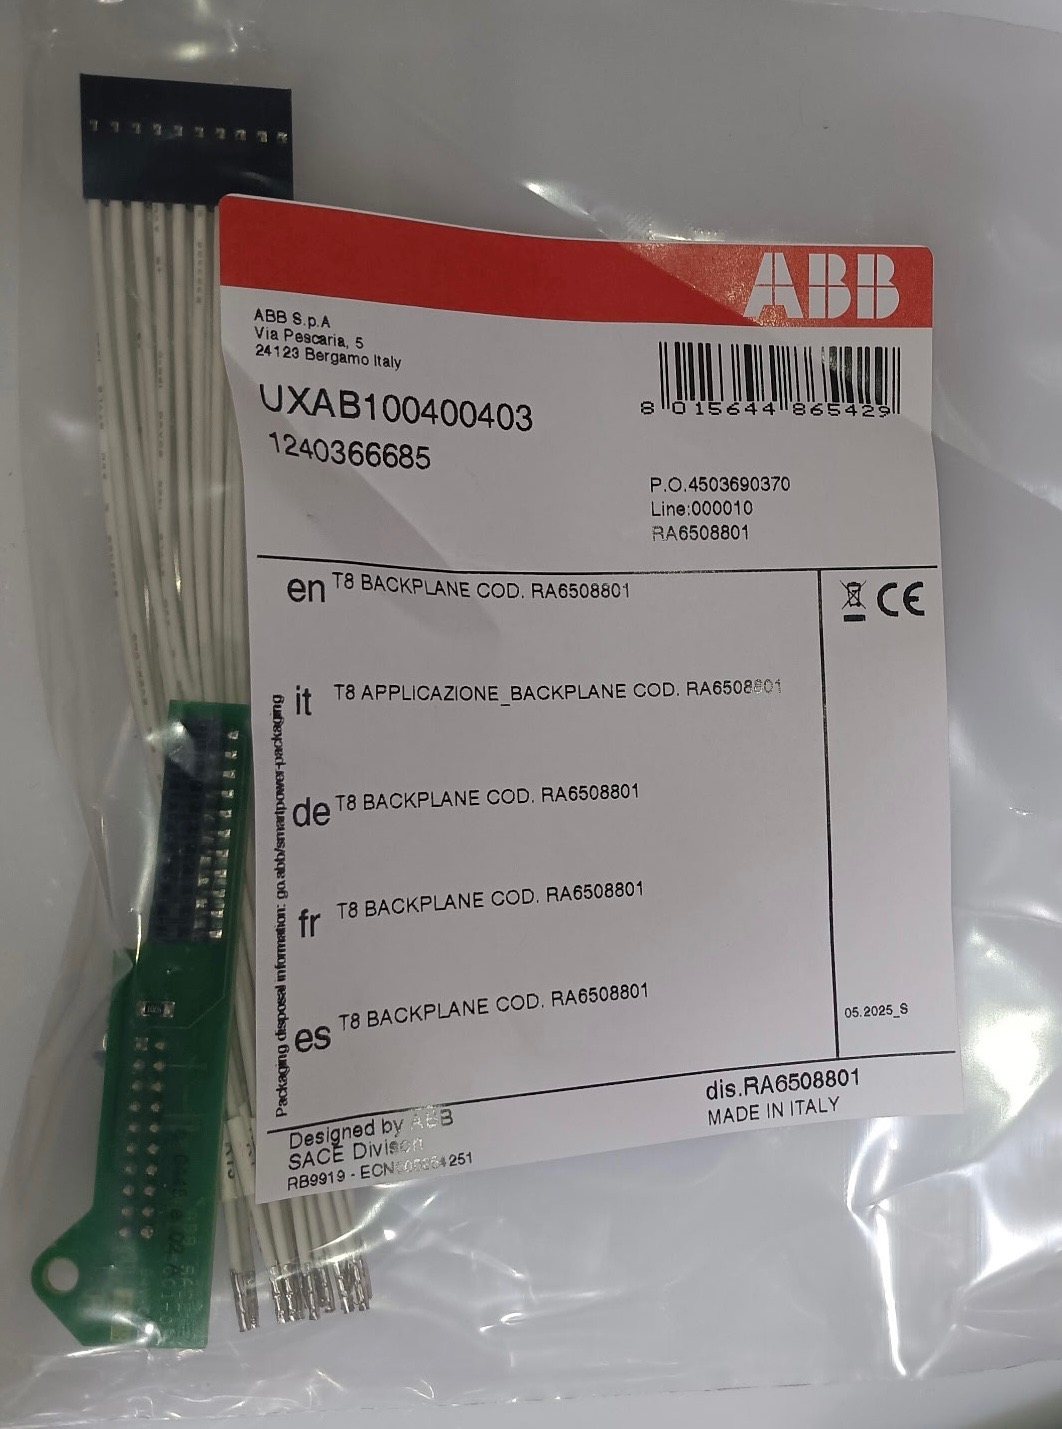 ABB
ABB S.p.A
Via Pescaria, 5
24123 Bergamo Italy
UXAB100400403
1240366685
8 015644 865429
P.O.4503690370
Line:000010
RA6508801
en T8 BACKPLANE COD. RA6508801
CE
it T8 APPLICAZIONE_BACKPLANE COD. RA6508801
de T8 BACKPLANE COD. RA6508801
fr T8 BACKPLANE COD. RA6508801
es T8 BACKPLANE COD. RA6508801
Packaging disposal information: go.abb/smartpower-packaging
05.2025_S
dis.RA6508801
MADE IN ITALY
Designed by ABB
SACE Divison
RB9919 -